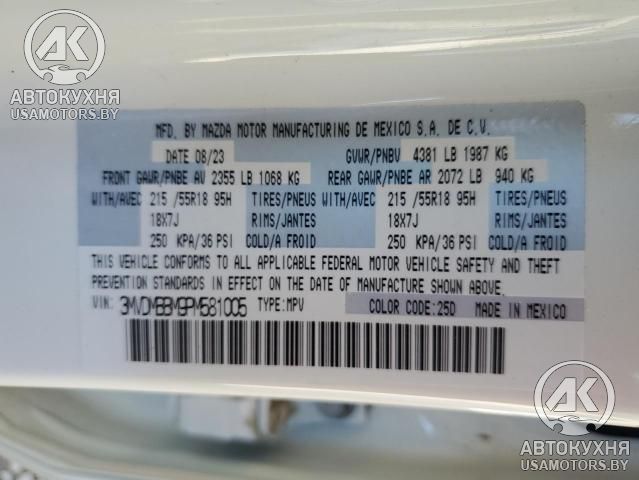 AK
АВТОКУХНЯ
USAMOTORS.BY
MFD. BY MAZDA MOTOR MANUFACTURING DE MEXICO S.A. DE C.V.
DATE 08/23 GVWR/PNBV 4381 LB 1987 KG
FRONT GAWR/PNBE AV 2355 LB 1068 KG REAR GAWR/PNBE AR 2072 LB 940 KG
WITH/AVEC 215 /55R18 95H TIRES/PNEUS WITH/AVEC 215 /55R18 95H TIRES/PNEUS
18X7J RIMS/JANTES 18X7J RIMS/JANTES
250 KPA/36 PSI COLD/A FROID 250 KPA/36 PSI COLD/A FROID
THIS VEHICLE CONFORMS TO ALL APPLICABLE FEDERAL MOTOR VEHICLE SAFETY AND THEFT
PREVENTION STANDARDS IN EFFECT ON THE DATE OF MANUFACTURE SHOWN ABOVE.
VIN: 3MVDMBBM9PM581005 TYPE:MPV COLOR CODE:25D MADE IN MEXICO
AK
АВТОКУХНЯ
USAMOTORS.BY